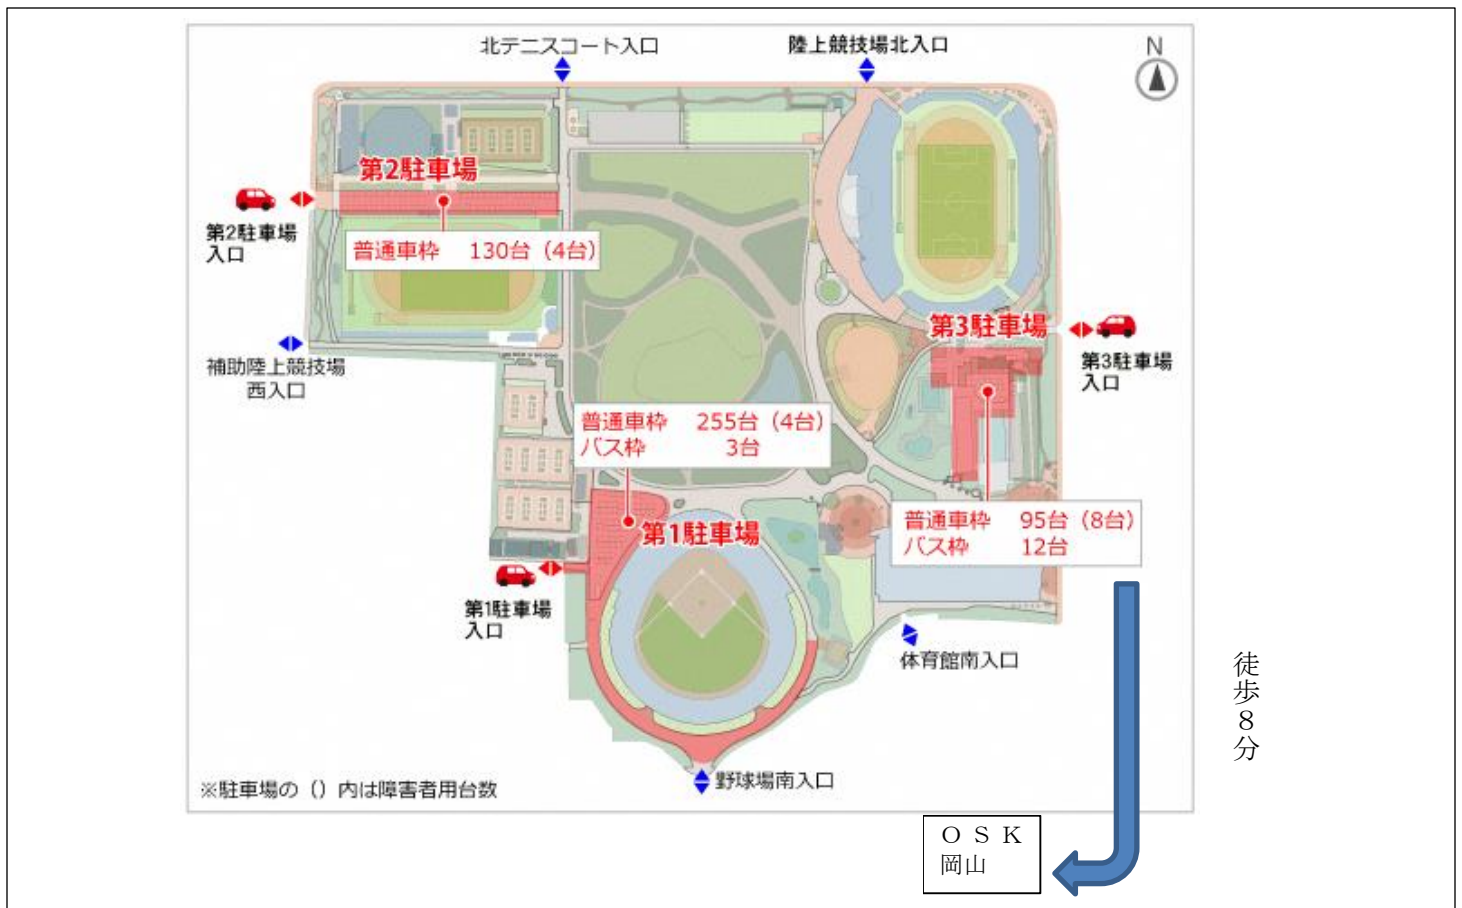 北テニスコート入口
陸上競技場北入口
N
第2駐車場
第2駐車場
入口
普通車枠 130台（4台）
第3駐車場
第3駐車場
入口
補助陸上競技場
西入口
普通車枠 255台（4台）
バス枠 3台
普通車枠 95台（8台）
バス枠 12台
第1駐車場
第1駐車場
入口
体育館南入口
徒歩８分
野球場南入口
※駐車場の（）内は障害者用台数
ＯＳＫ
岡山